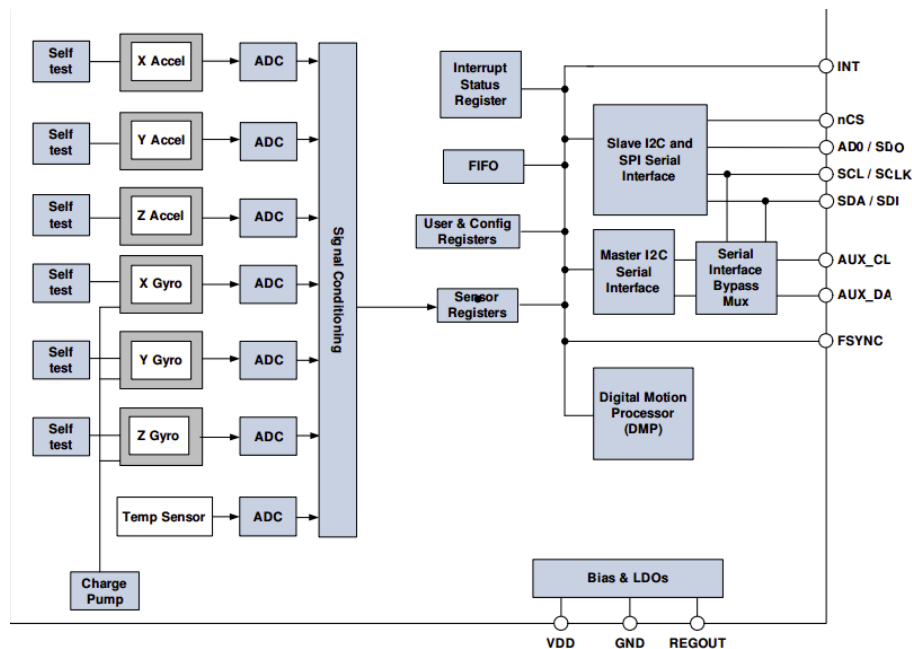 Self
test
X Accel
ADC
Self
test
Y Accel
ADC
Self
test
Z Accel
ADC
Self
test
X Gyro
ADC
Self
test
Y Gyro
ADC
Self
test
Z Gyro
ADC
Temp Sensor
ADC
Charge
Pump
Signal Conditioning
Interrupt
Status
Register
FIFO
User & Config
Registers
Sensor
Registers
Slave I2C and
SPI Serial
Interface
Master I2C
Serial
Interface
Serial
Interface
Bypass
Mux
Digital Motion
Processor
(DMP)
Bias & LDOs
INT
nCS
AD0 / SDO
SCL / SCLK
SDA / SDI
AUX_CL
AUX_DA
FSYNC
VDD
GND
REGOUT